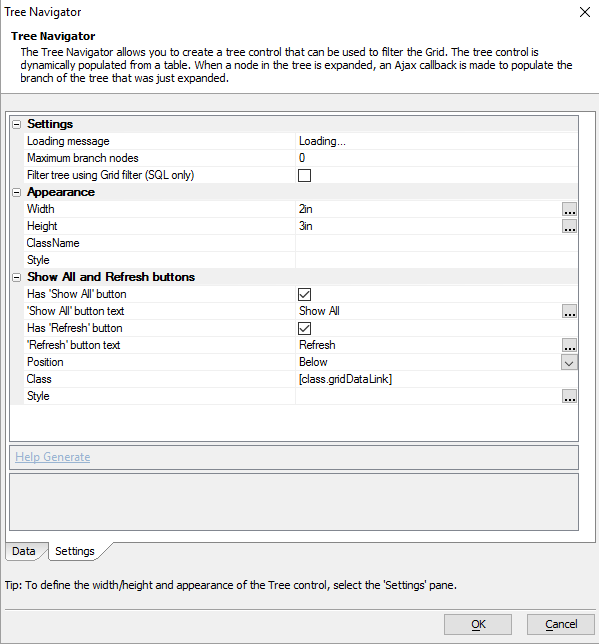 Tree Navigator
Tree Navigator
The Tree Navigator allows you to create a tree control that can be used to filter the Grid. The tree control is
dynamically populated from a table. When a node in the tree is expanded, an Ajax callback is made to populate the
branch of the tree that was just expanded.
Settings
Loading message Loading...
Maximum branch nodes 0
Filter tree using Grid filter (SQL only)
Appearance
Width 2in ...
Height 3in ...
ClassName
Style
Show All and Refresh buttons
Has 'Show All' button
'Show All' button text Show All ...
Has 'Refresh' button
'Refresh' button text Refresh ...
Position Below
Class [class.gridDataLink]
Style ...
Help Generate
Data Settings
Tip: To define the width/height and appearance of the Tree control, select the 'Settings' pane.
OK Cancel